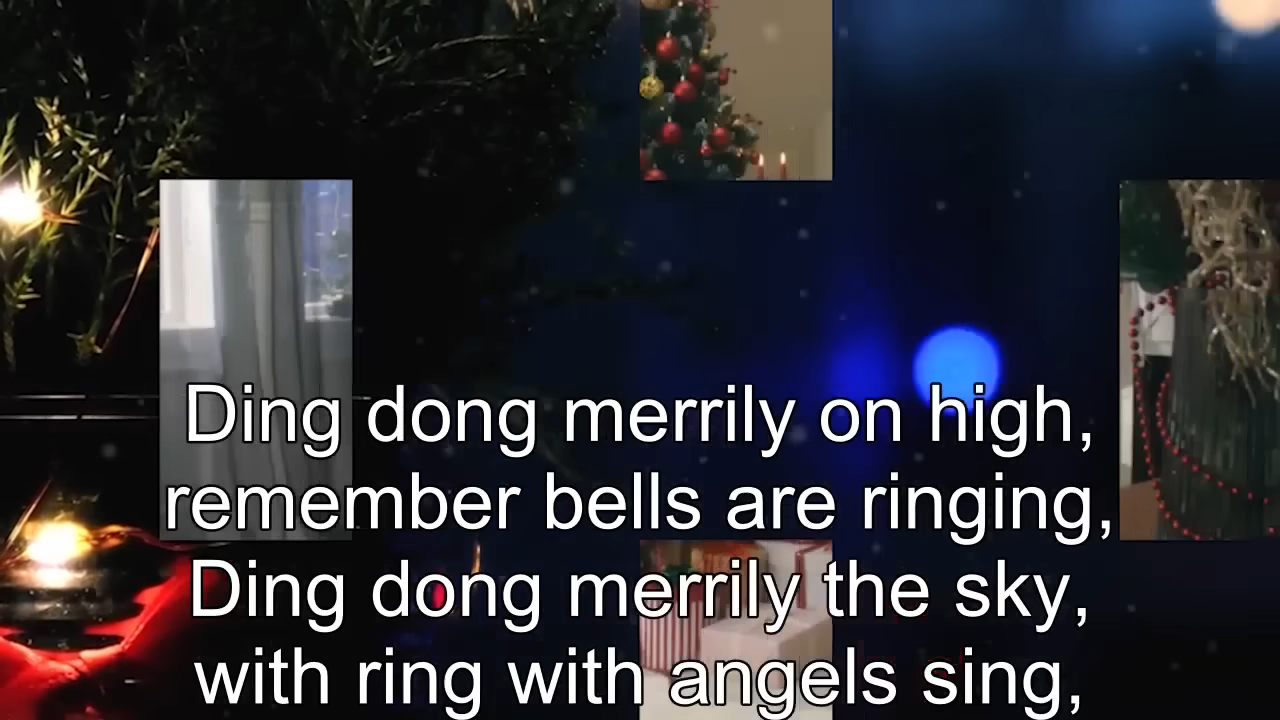 Ding dong merrily on high,
remember bells are ringing,
Ding dong merrily the sky,
with ring with angels sing,